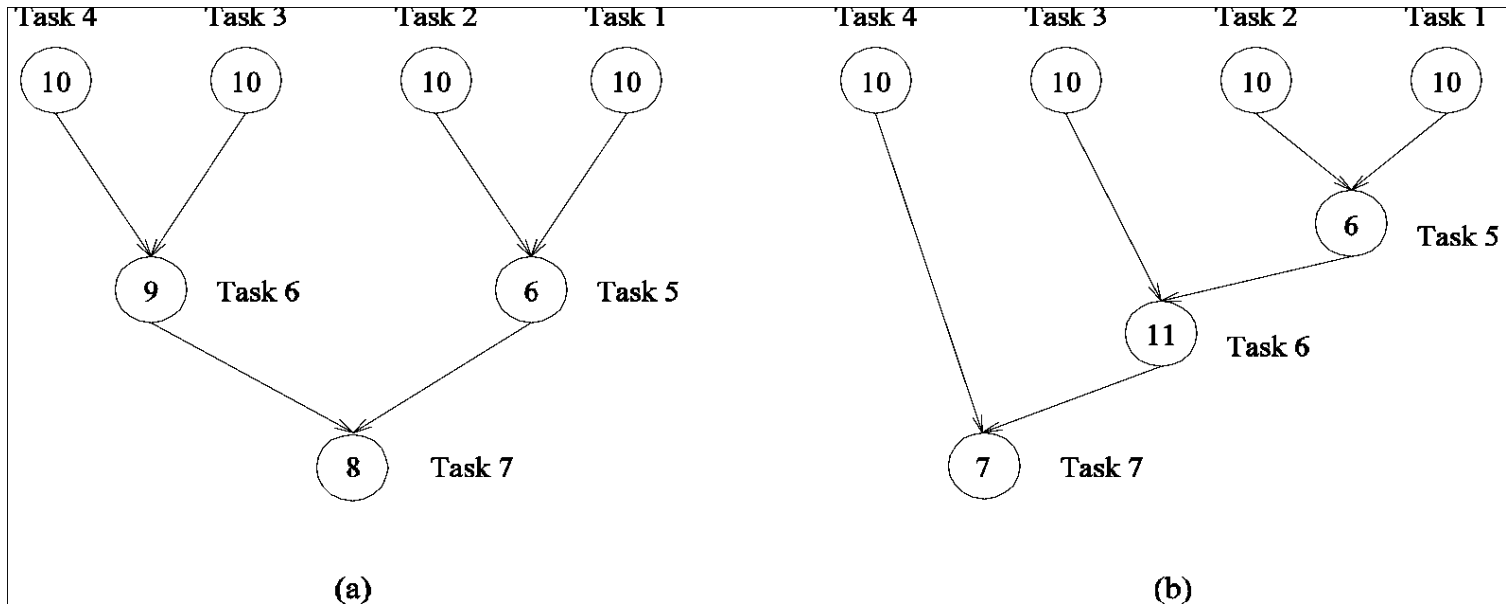 Task 4 Task 3 Task 2 Task 1 Task 4 Task 3 Task 2 Task 1
10 10 10 10 10 10 10 10
6
Task 5
9 Task 6 6 Task 5
11
Task 6
8 Task 7 7 Task 7
(a) (b)